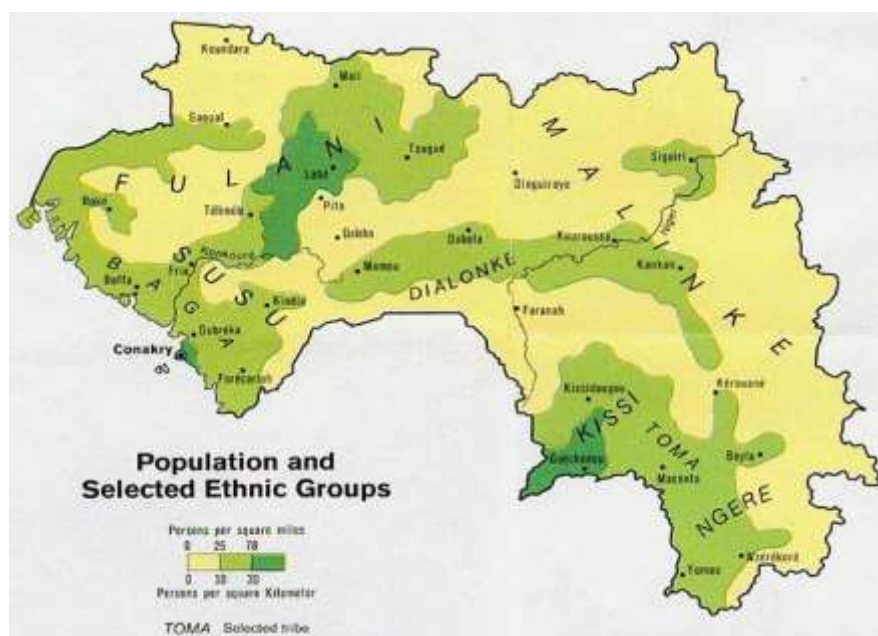 Koundara
Mali
Gaoual
Tougué
Siguiri
FULANI
Labé
Dinguiraye
MALINKE
Boké
Télimélé
Pita
Dalaba
Dabola
Kouroussa
Niger
Konkouré
Fria
Mamou
Kankan
BAGA
SUSU
DIALONKE
Boffa
Kindia
Faranah
Dubréka
Conakry
Forécariah
Kérouané
Kissidougou
KISSI
TOMA
Beyla
Guéckédou
Macenta
NGERE
Nzérékoré
Yomou
Population and
Selected Ethnic Groups
Persons per square miles
0 25 78
0 10 30
Persons per square Kilometer
TOMA Selected tribe